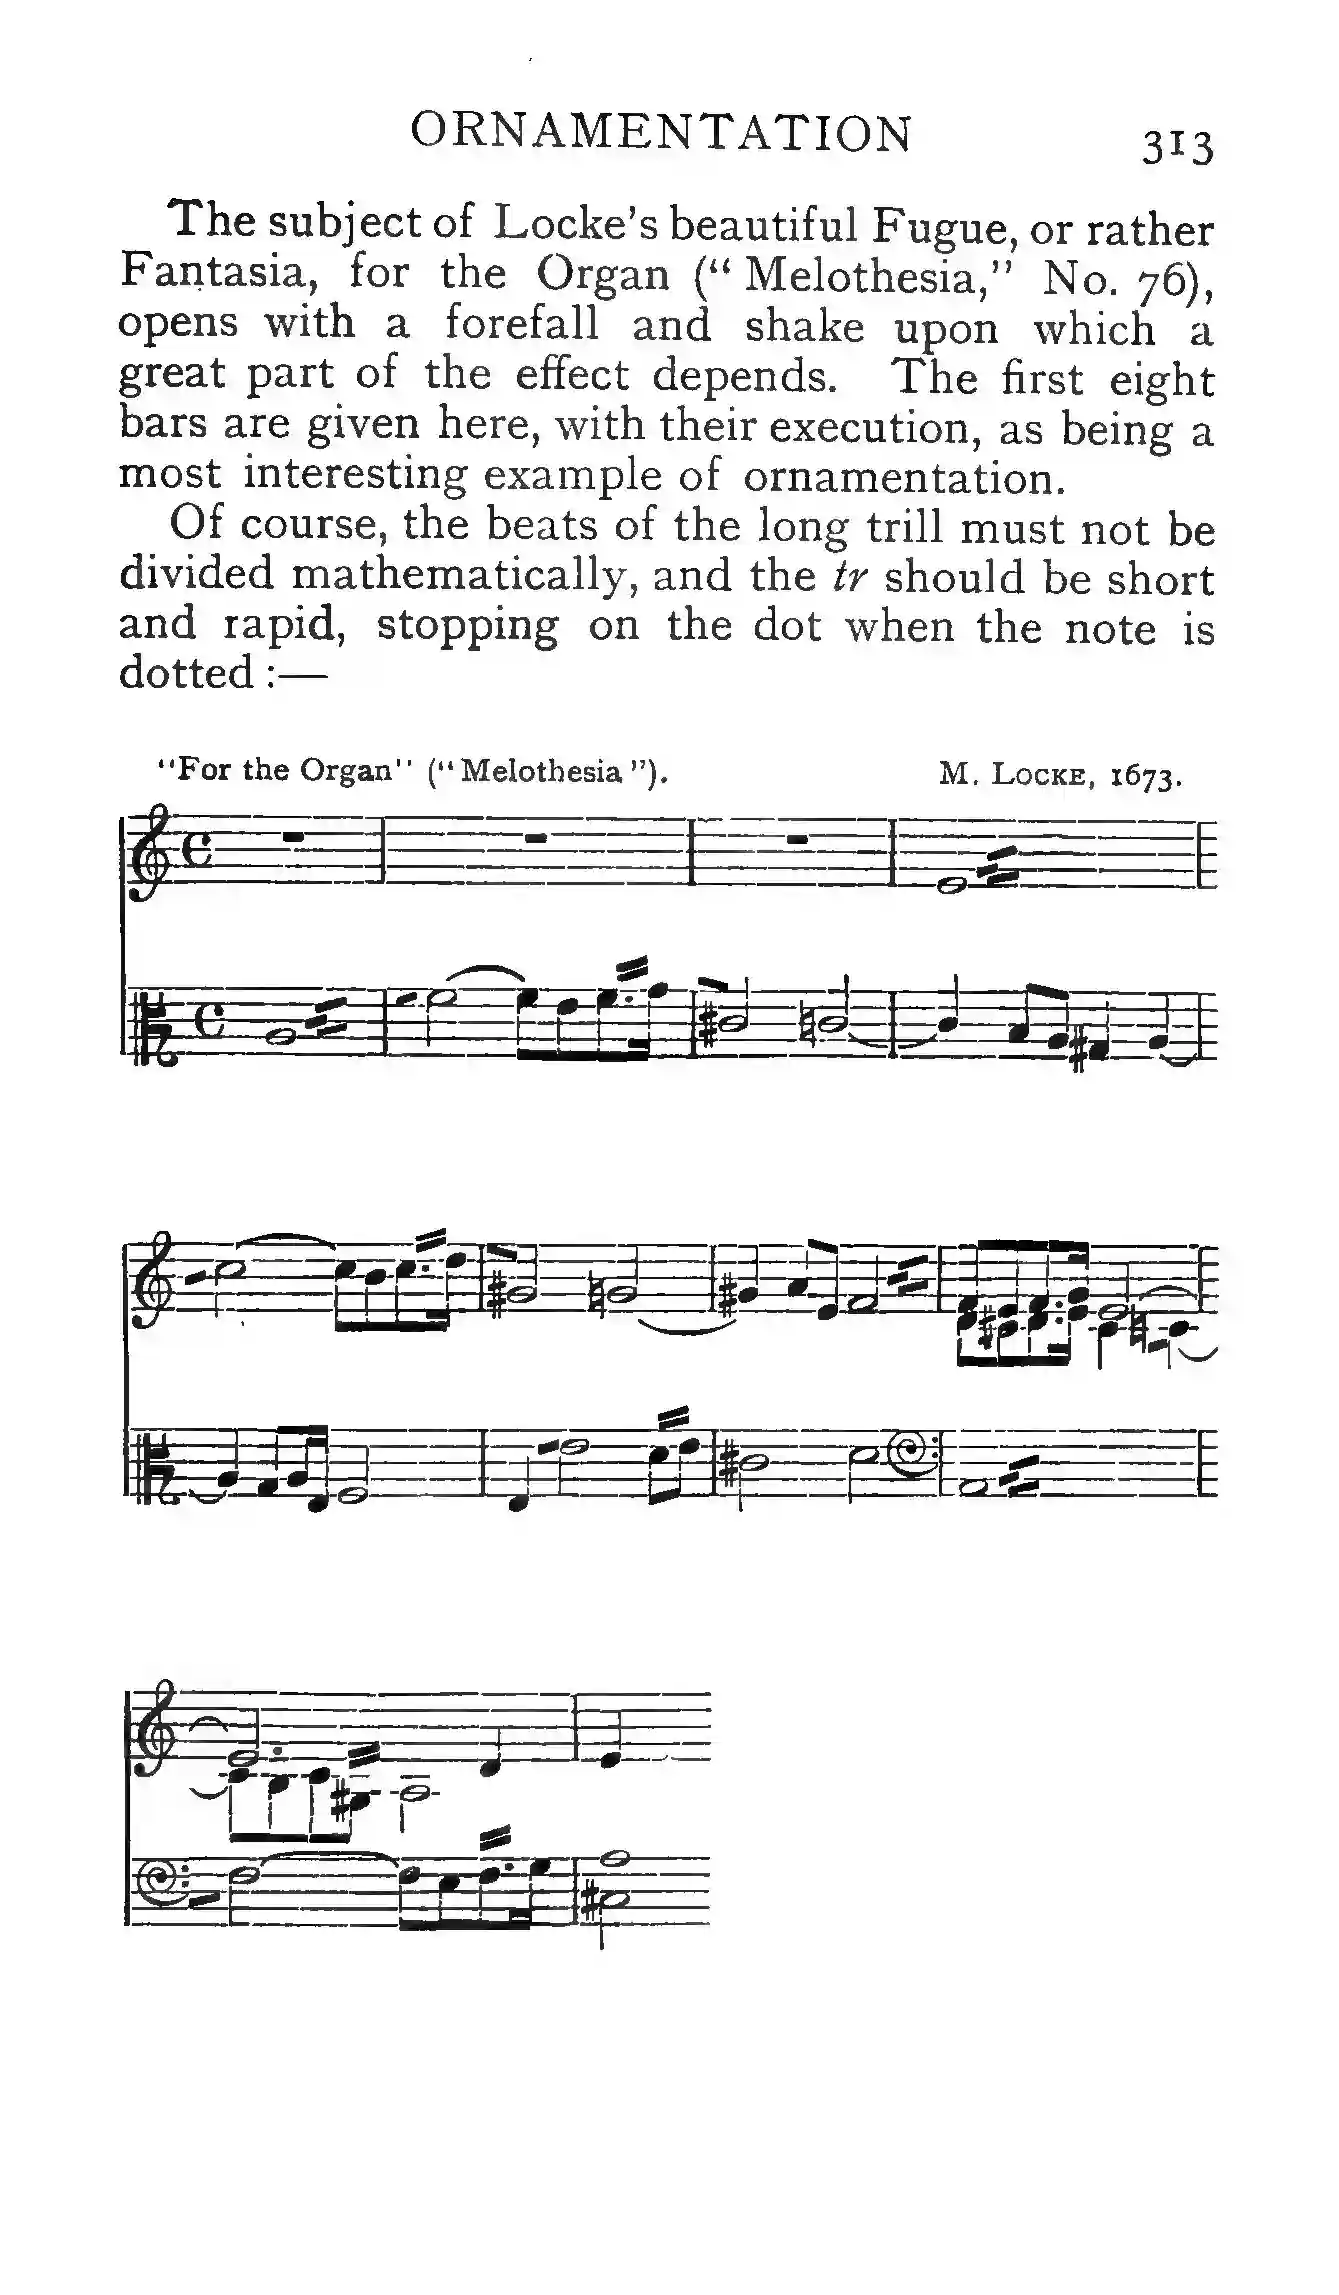 ORNAMENTATION 313
The subject of Locke's beautiful Fugue, or rather
Fantasia, for the Organ (“Melothesia,” No. 76),
opens with a forefall and shake upon which a
great part of the effect depends. The first eight
bars are given here, with their execution, as being a
most interesting example of ornamentation.
Of course, the beats of the long trill must not be
divided mathematically, and the tr should be short
and rapid, stopping on the dot when the note is
dotted :—
“For the Organ” (“Melothesia”). M. LOCKE, 1673.